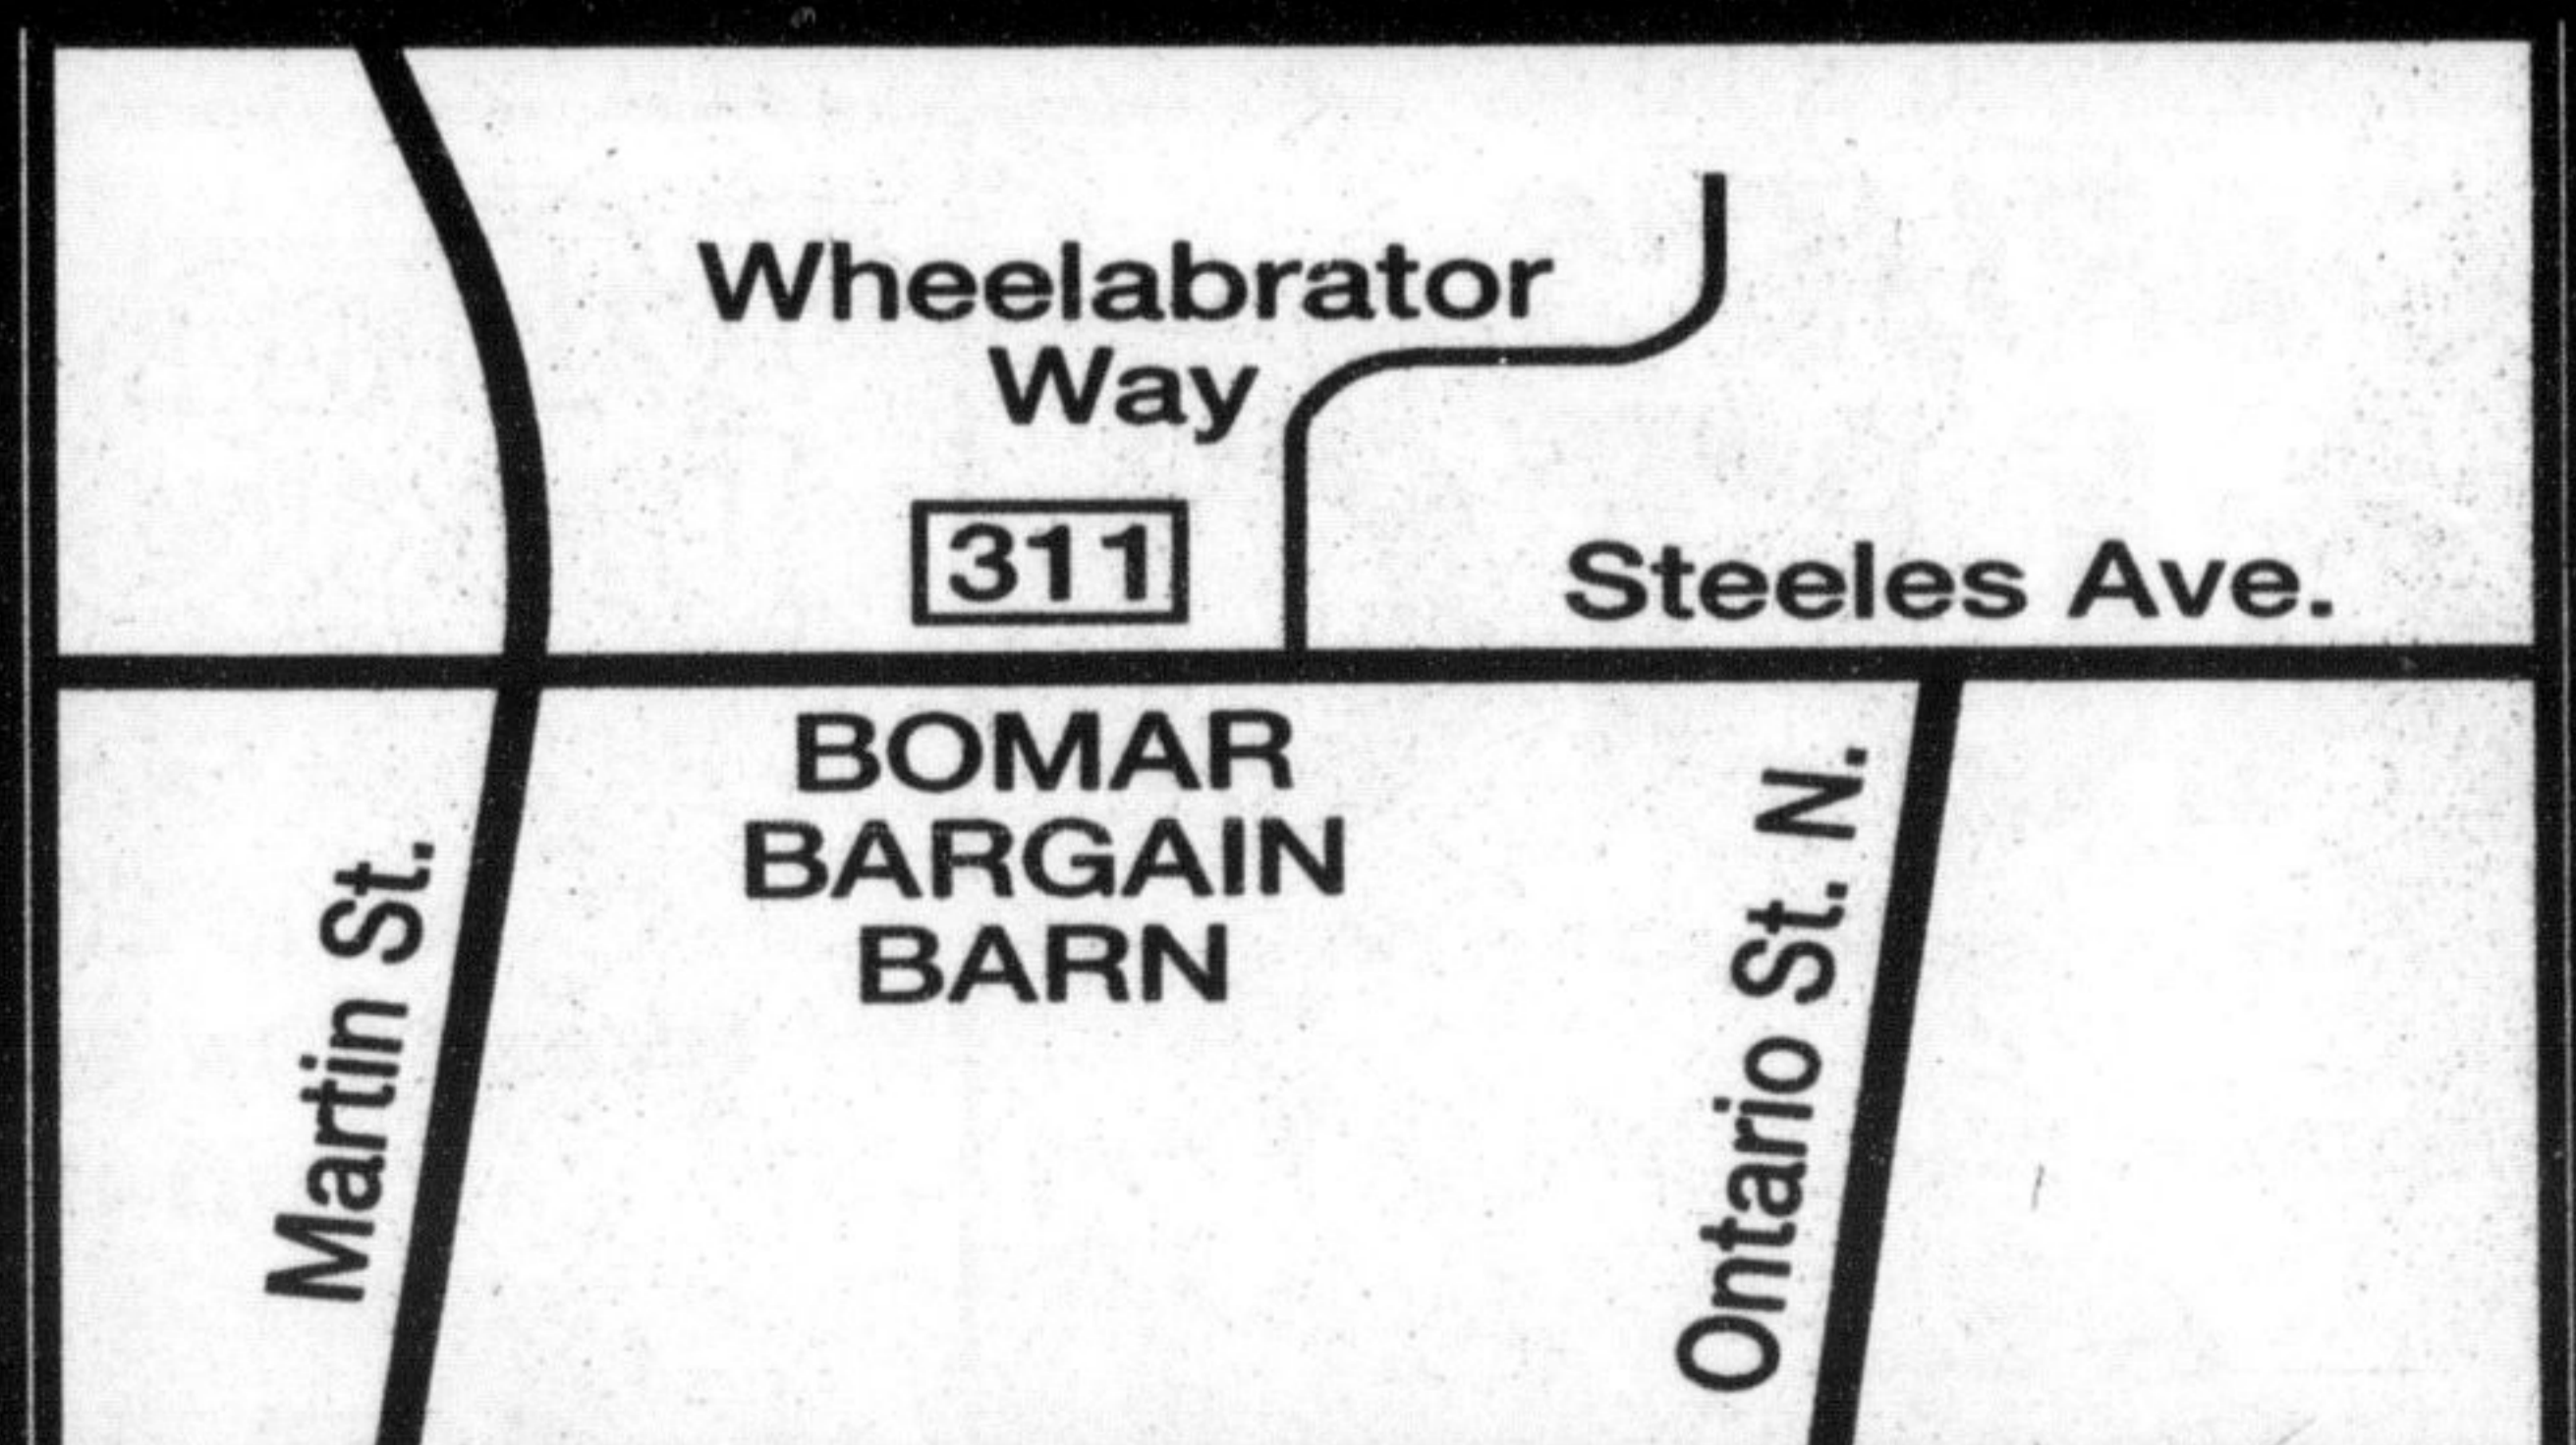 Wheelabrator
Way
311
Steeles Ave.
BOMAR
BARGAIN
BARN
Martin St.
Ontario St. N.